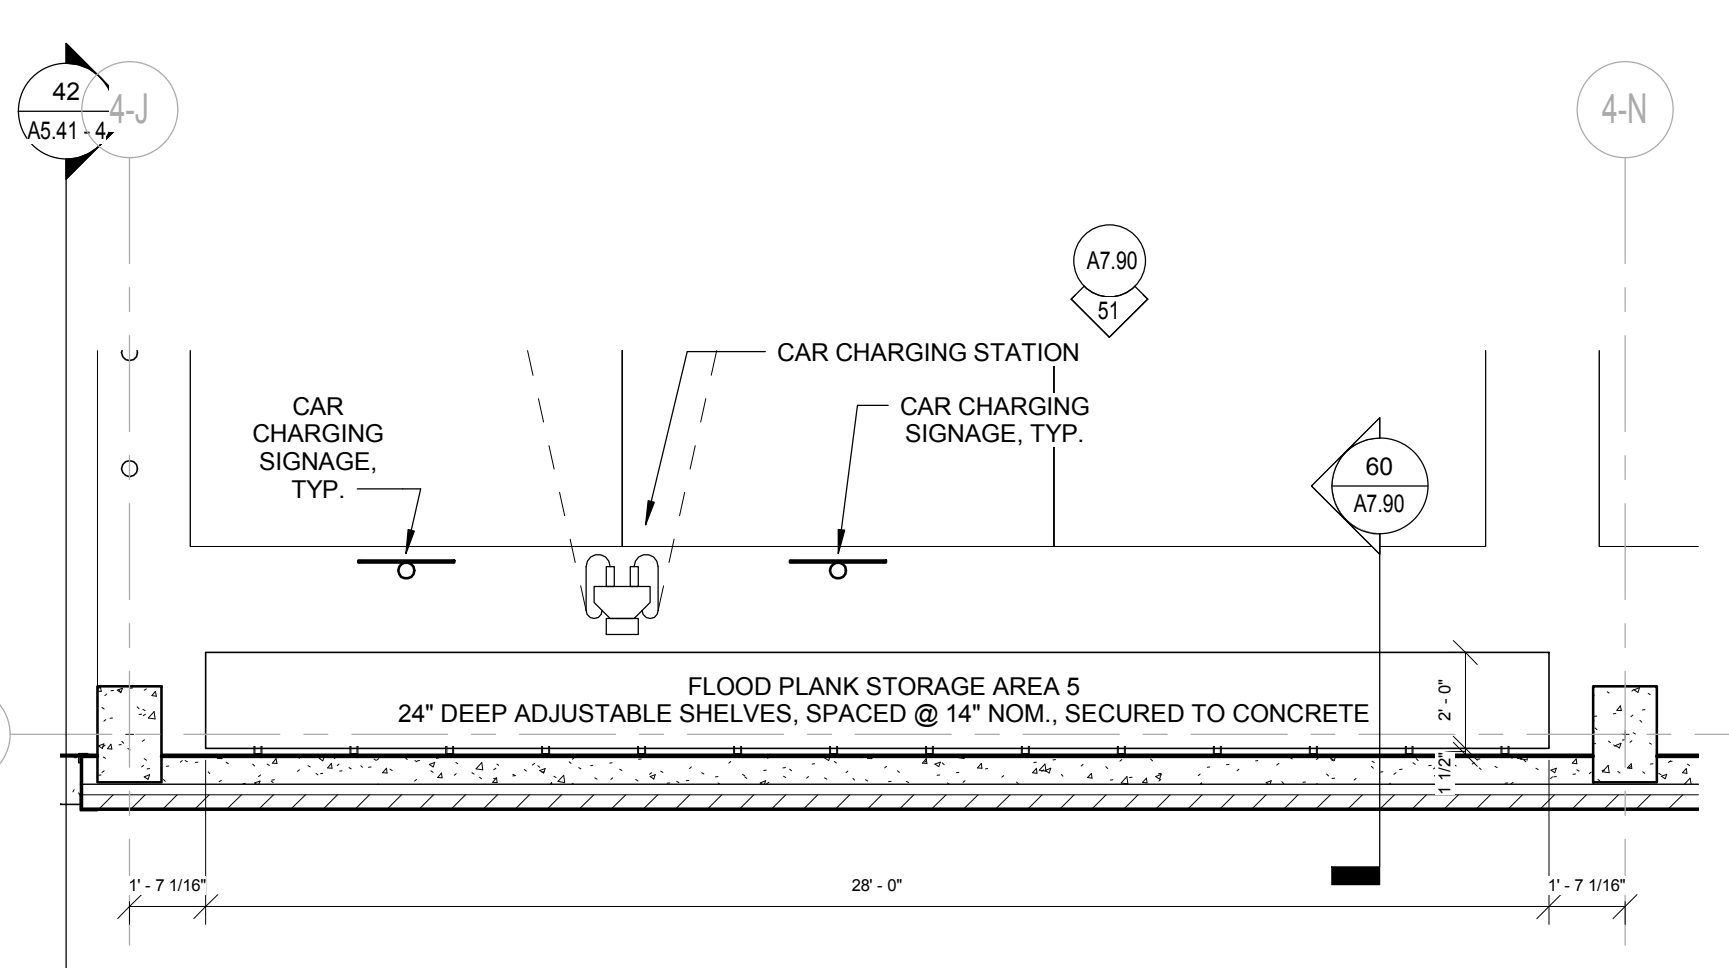 42
A5.41 - 4
4-J
4-N
A7.90
51
CAR CHARGING STATION
CAR
CHARGING
SIGNAGE,
TYP.
CAR CHARGING
SIGNAGE, TYP.
60
A7.90
FLOOD PLANK STORAGE AREA 5
24" DEEP ADJUSTABLE SHELVES, SPACED @ 14" NOM., SECURED TO CONCRETE
2' - 0"
1 1/2"
1' - 7 1/16"
28' - 0"
1' - 7 1/16"